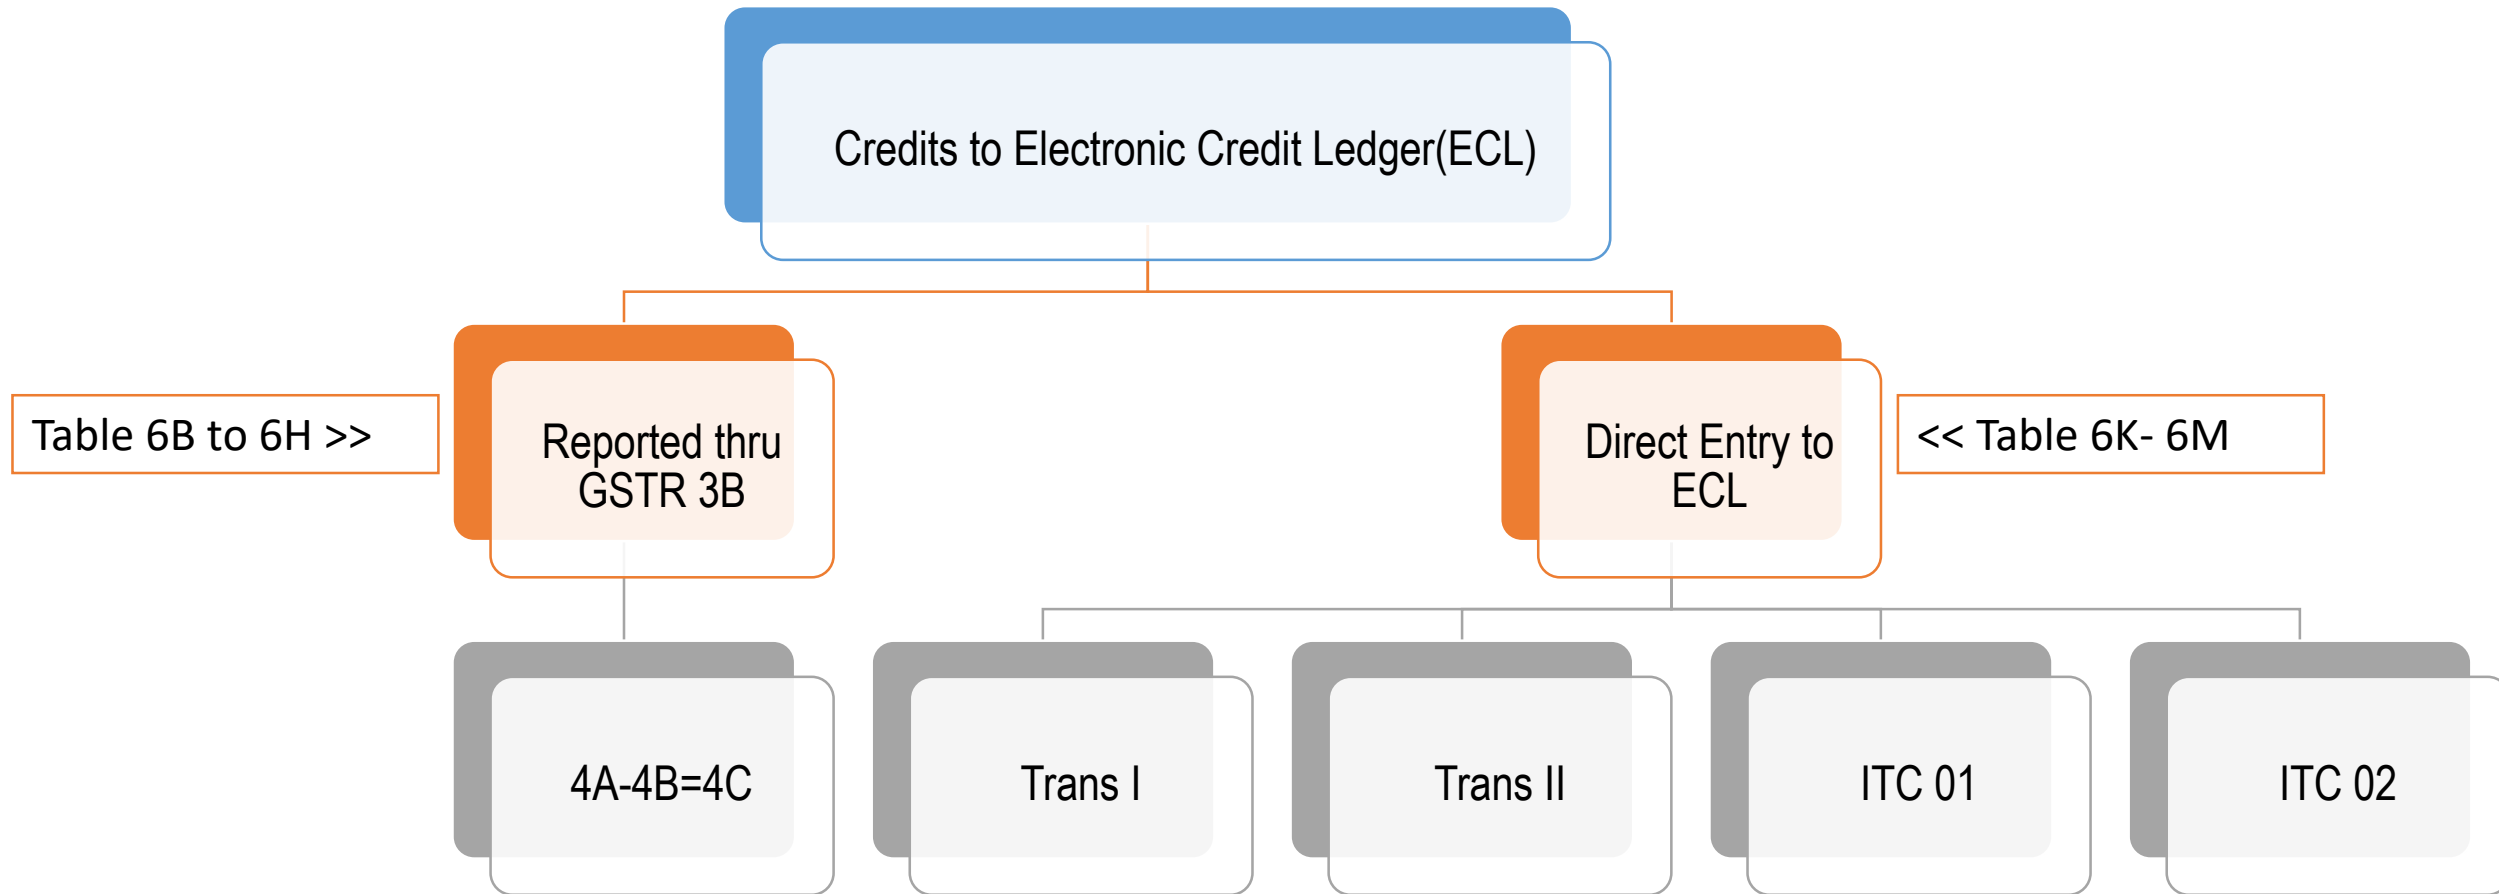 Credits to Electronic Credit Ledger(ECL)
Table 6B to 6H >>
Reported thru
GSTR 3B
Direct Entry to
ECL
<< Table 6K- 6M
4A-4B=4C
Trans I
Trans II
ITC 01
ITC 02